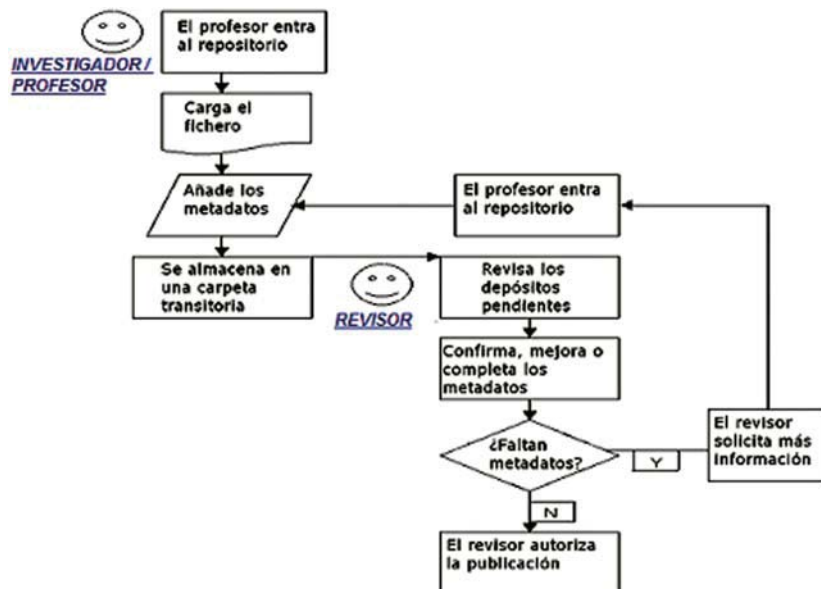 El profesor entra
al repositorio
INVESTIGADOR /
PROFESOR
Carga el
fichero
Añade los
metadatos
El profesor entra
al repositorio
Se almacena en
una carpeta
transitoria
REVISOR
Revisa los
depósitos
pendientes
Confirma, mejora o
completa los
metadatos
¿Faltan
metadatos?
Y
El revisor
solicita más
información
N
El revisor autoriza
la publicación